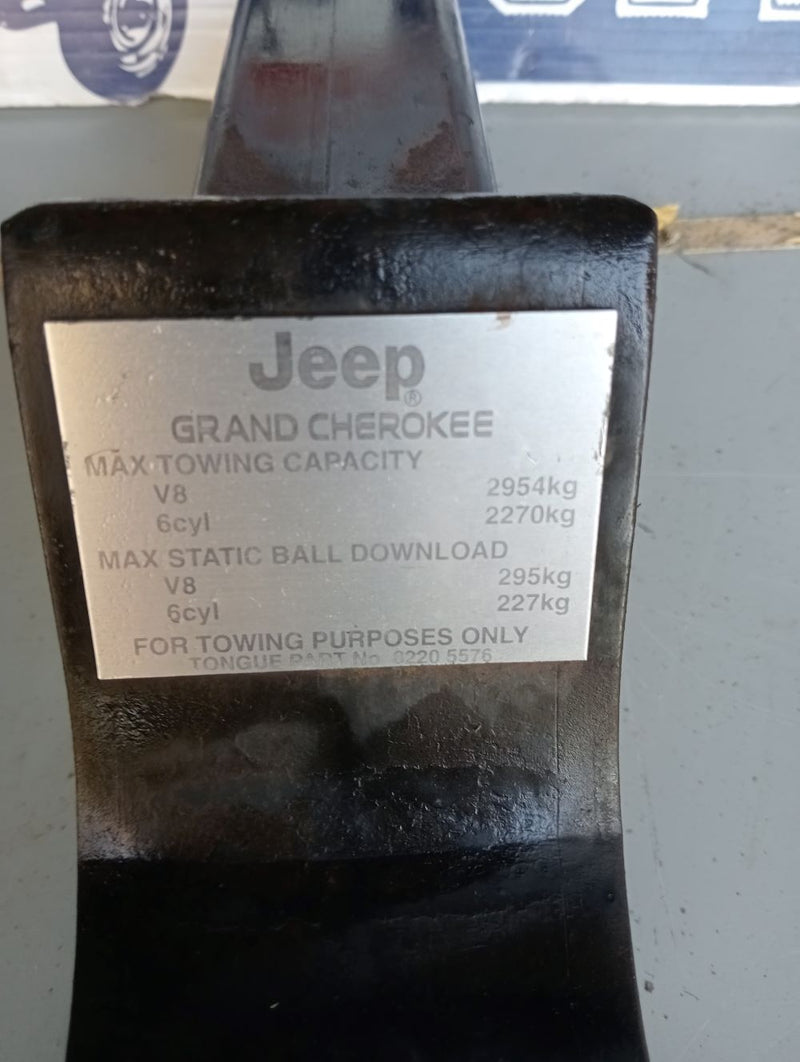 Jeep®
GRAND CHEROKEE
MAX TOWING CAPACITY
V8 2954kg
6cyl 2270kg
MAX STATIC BALL DOWNLOAD
V8 295kg
6cyl 227kg
FOR TOWING PURPOSES ONLY
TONGUE PART No. 8220 5576